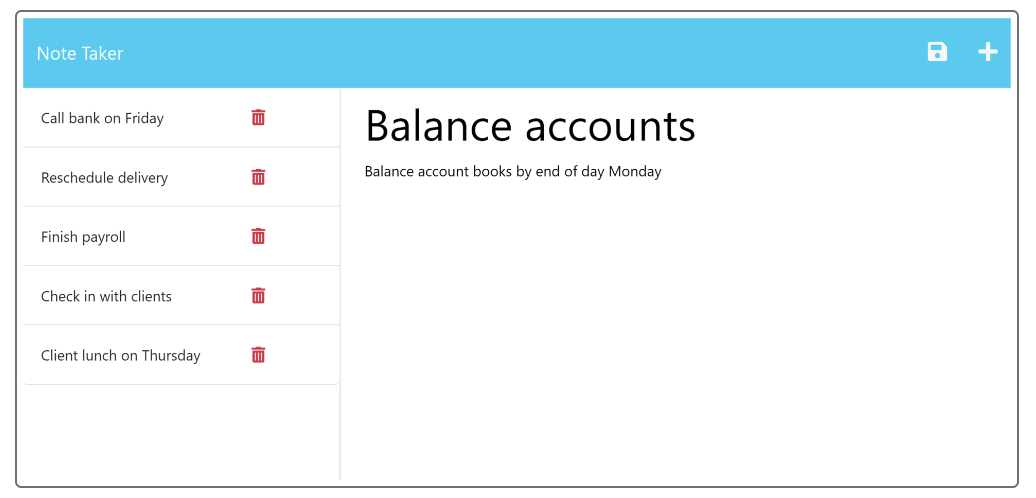 Note Taker
Call bank on Friday
Reschedule delivery
Finish payroll
Check in with clients
Client lunch on Thursday
Balance accounts
Balance account books by end of day Monday